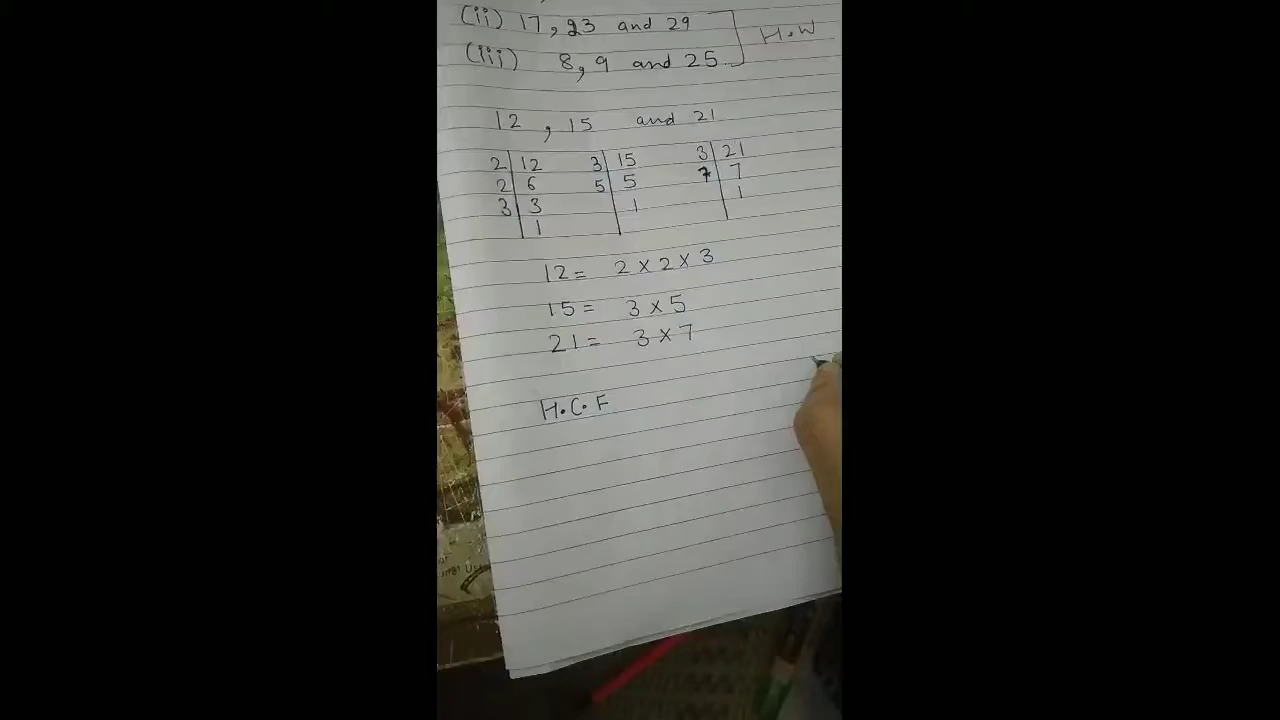 (ii) 17, 23 and 29
(iii) 8, 9 and 25
H.W
12, 15 and 21
2 | 12 3 | 15 3 | 21
2 | 6 5 | 5 7 | 7
3 | 3 | 1 | 1
| 1
12 = 2 × 2 × 3
15 = 3 × 5
21 = 3 × 7
H.C.F